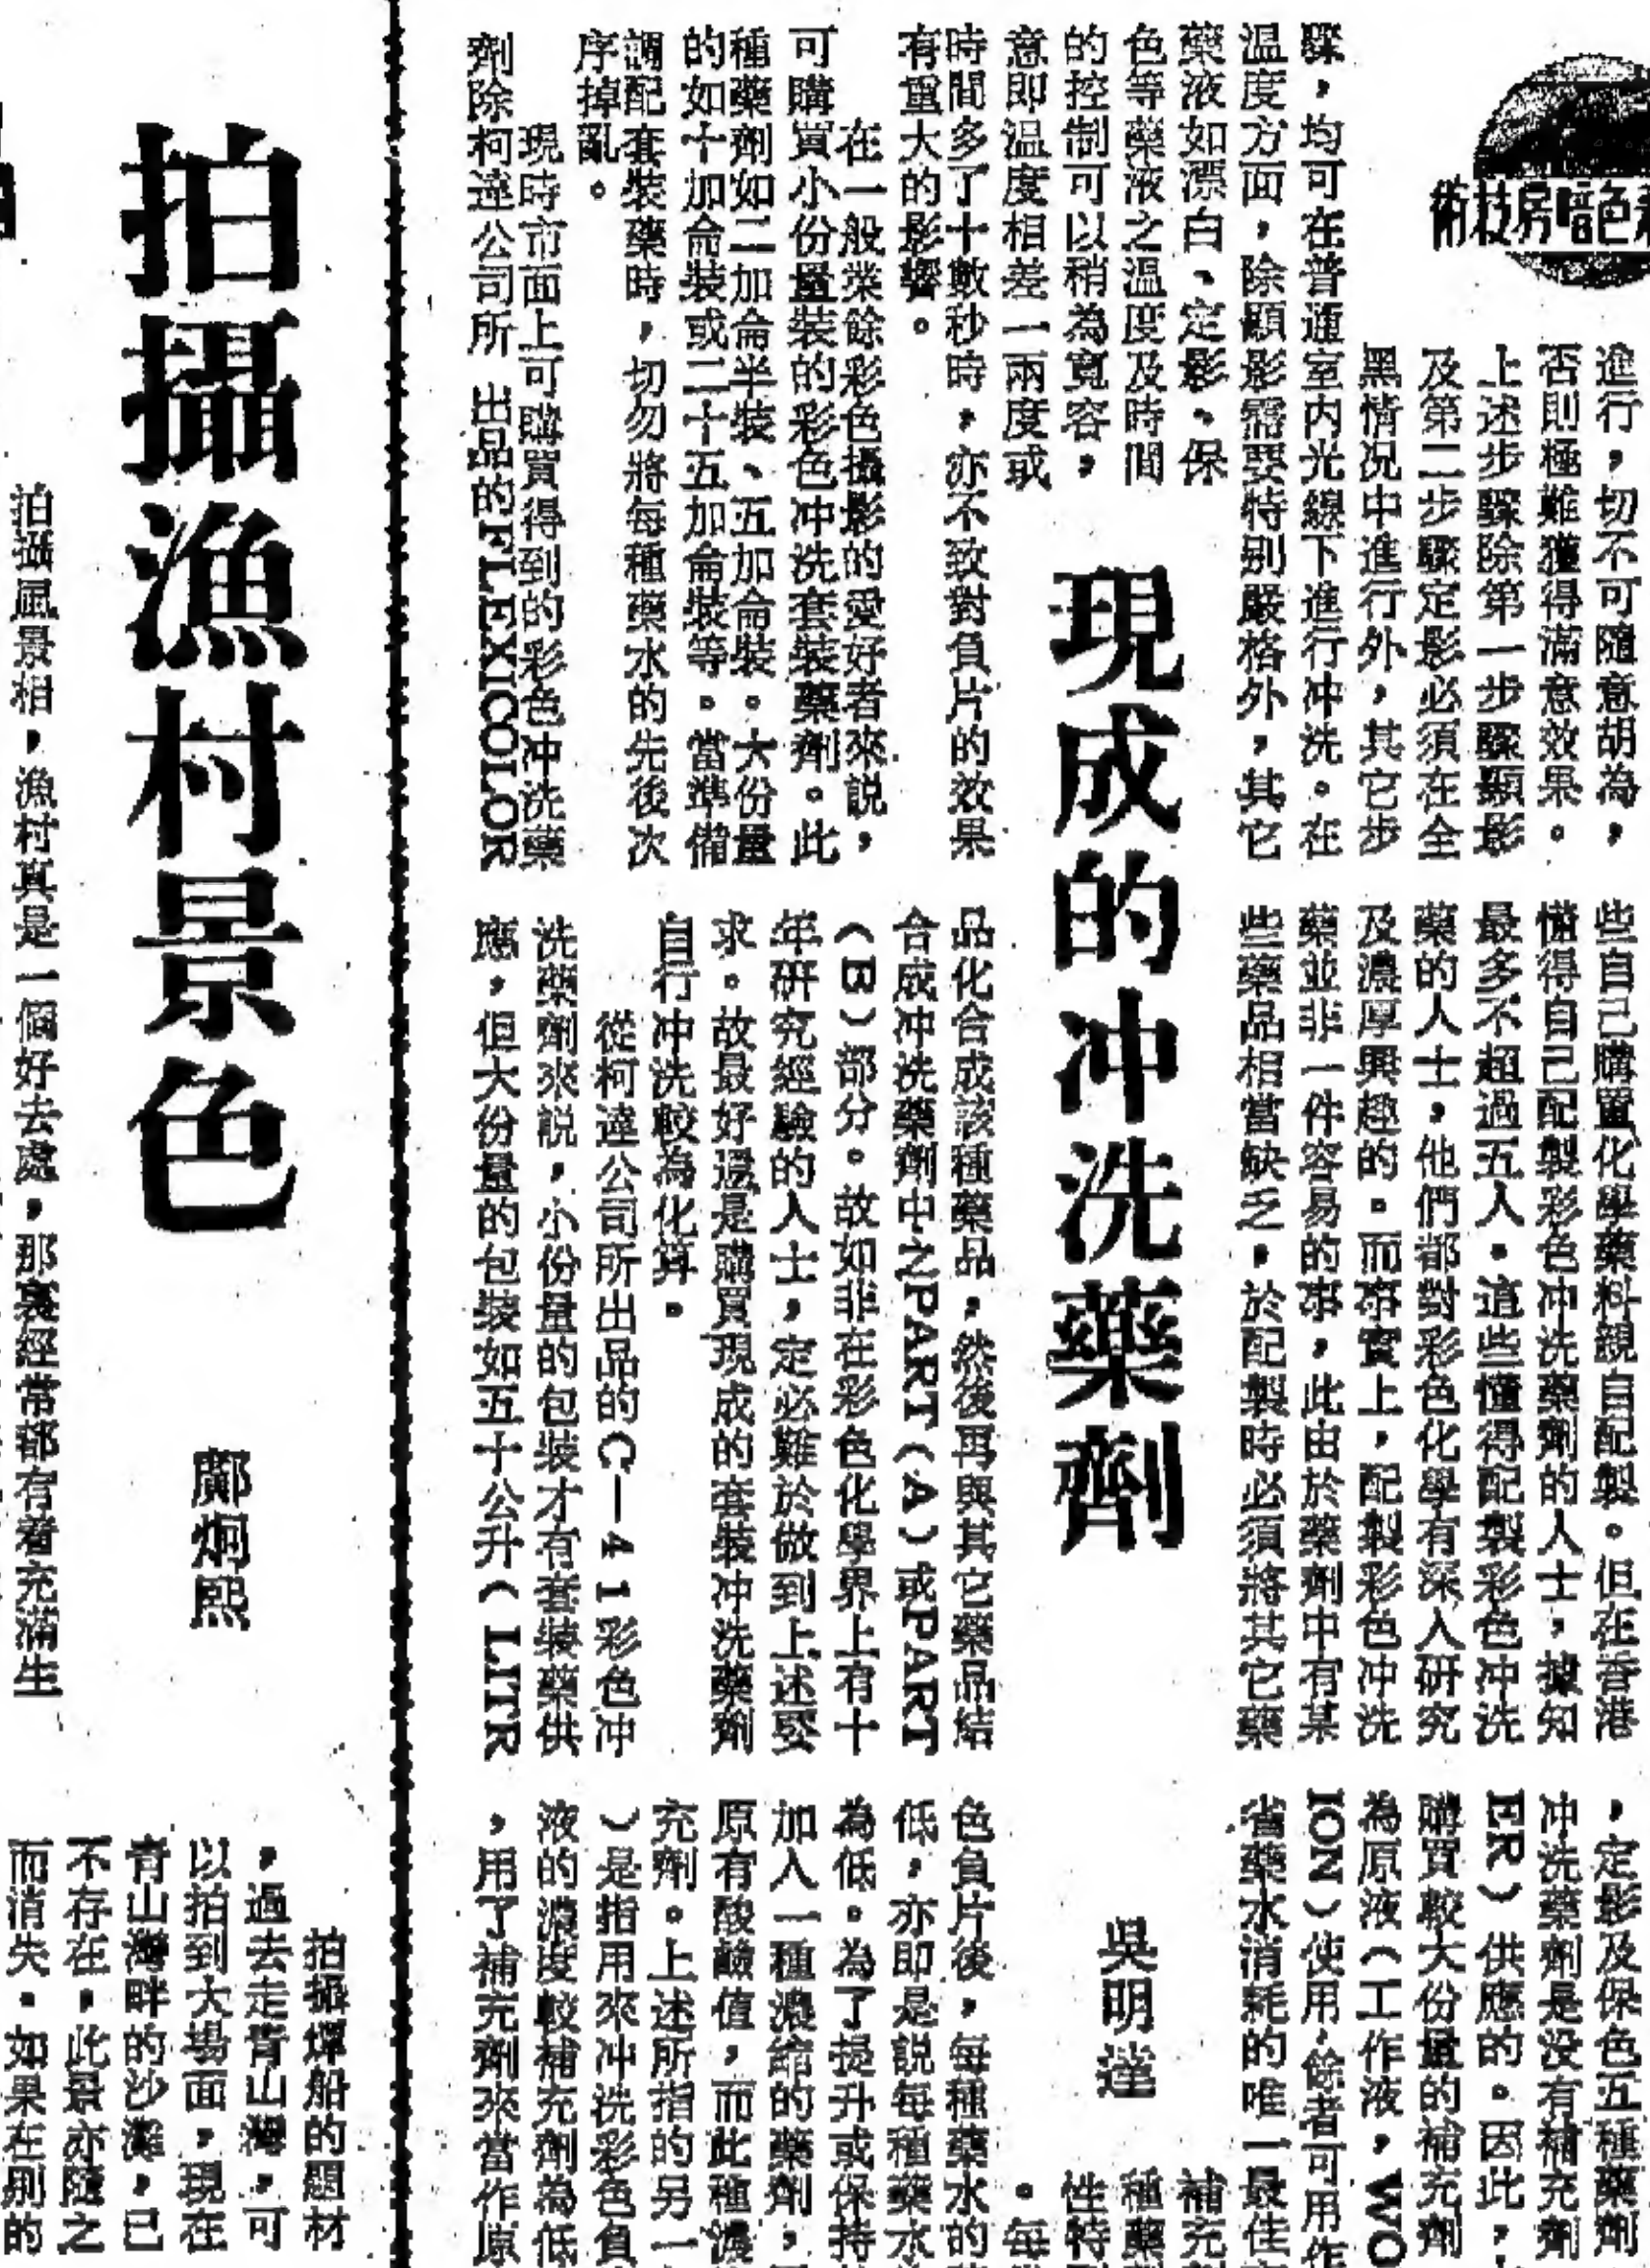 術技房暗色
現成的冲洗藥劑
吳明達
進行，切不可隨意胡為，
否則極難獲得滿意效果。
上述步驟除第一步驟顯影
及第二步驟定影必須在全
黑情況中進行外，其它步
驟，均可在普通室內光線下進行冲洗。在
温度方面，除顯影需要特別嚴格外，其它
藥液如漂白、定影、保
色等藥液之温度及時間
的控制可以稍為寬容，
意即温度相差一兩度或
時間多了十數秒時，亦不致對負片的效果
有重大的影響。
在一般業餘彩色攝影的愛好者來説，
可購買小份量裝的彩色冲洗套裝藥劑。此
種藥劑如二加侖半裝、五加侖裝。大份量
的如十加侖裝或二十五加侖裝等。當準備
調配套裝藥時，切勿將每種藥水的先後次
序掉亂。
現時市面上可購買得到的彩色冲洗藥
劑除柯達公司所出品的FLEXICOLOR
些自己購置化學藥料親自配製。但在香港
懂得自己配製彩色冲洗藥劑的人士，據知
最多不超過五人。這些懂得配製彩色冲洗
藥的人士，他們都對彩色化學有深入研究
及濃厚興趣的。而事實上，配製彩色冲洗
藥並非一件容易的事，此由於藥劑中有某
些藥品相當缺乏，於配製時必須將其它藥
品化合成該種藥品，然後再與其它藥品結
合成冲洗藥劑中之PART（A）或PART
（B）部分。故如非在彩色化學界上有十
年研究經驗的人士，定必難於做到上述要
求。故最好還是購買現成的套裝冲洗藥劑
自行冲洗較為化算。
從柯達公司所出品的C—41彩色冲
洗藥劑來説，小份量的包裝才有套裝藥供
應，但大份量的包裝如五十公升（LITR
，定影及保色五種藥劑
冲洗藥劑是没有補充劑
ER）供應的。因此，
購買較大份量的補充劑
為原液（工作液，WO
ION）使用，餘者可用作
省藥水消耗的唯一最佳
補充
種藥
性特
。每
色負片後，每種藥水的
低，亦即是説每種藥水
為低。為了提升或保持
加入一種濃縮的藥劑，
原有酸鹼值，而此種濃
充劑。上述所指的另一
）是指用來冲洗彩色負
液的濃度較補充劑為低
，用了補充劑來當作原
拍攝漁村景色
鄺炯熙
拍攝風景相，漁村真是一個好去處，那裏經常都有着充滿生
拍攝漁船的題材
，過去走青山灣，可
以拍到大場面，現在
青山灣畔的沙灘，已
不存在，此景亦隨之
而消失。如果在別的